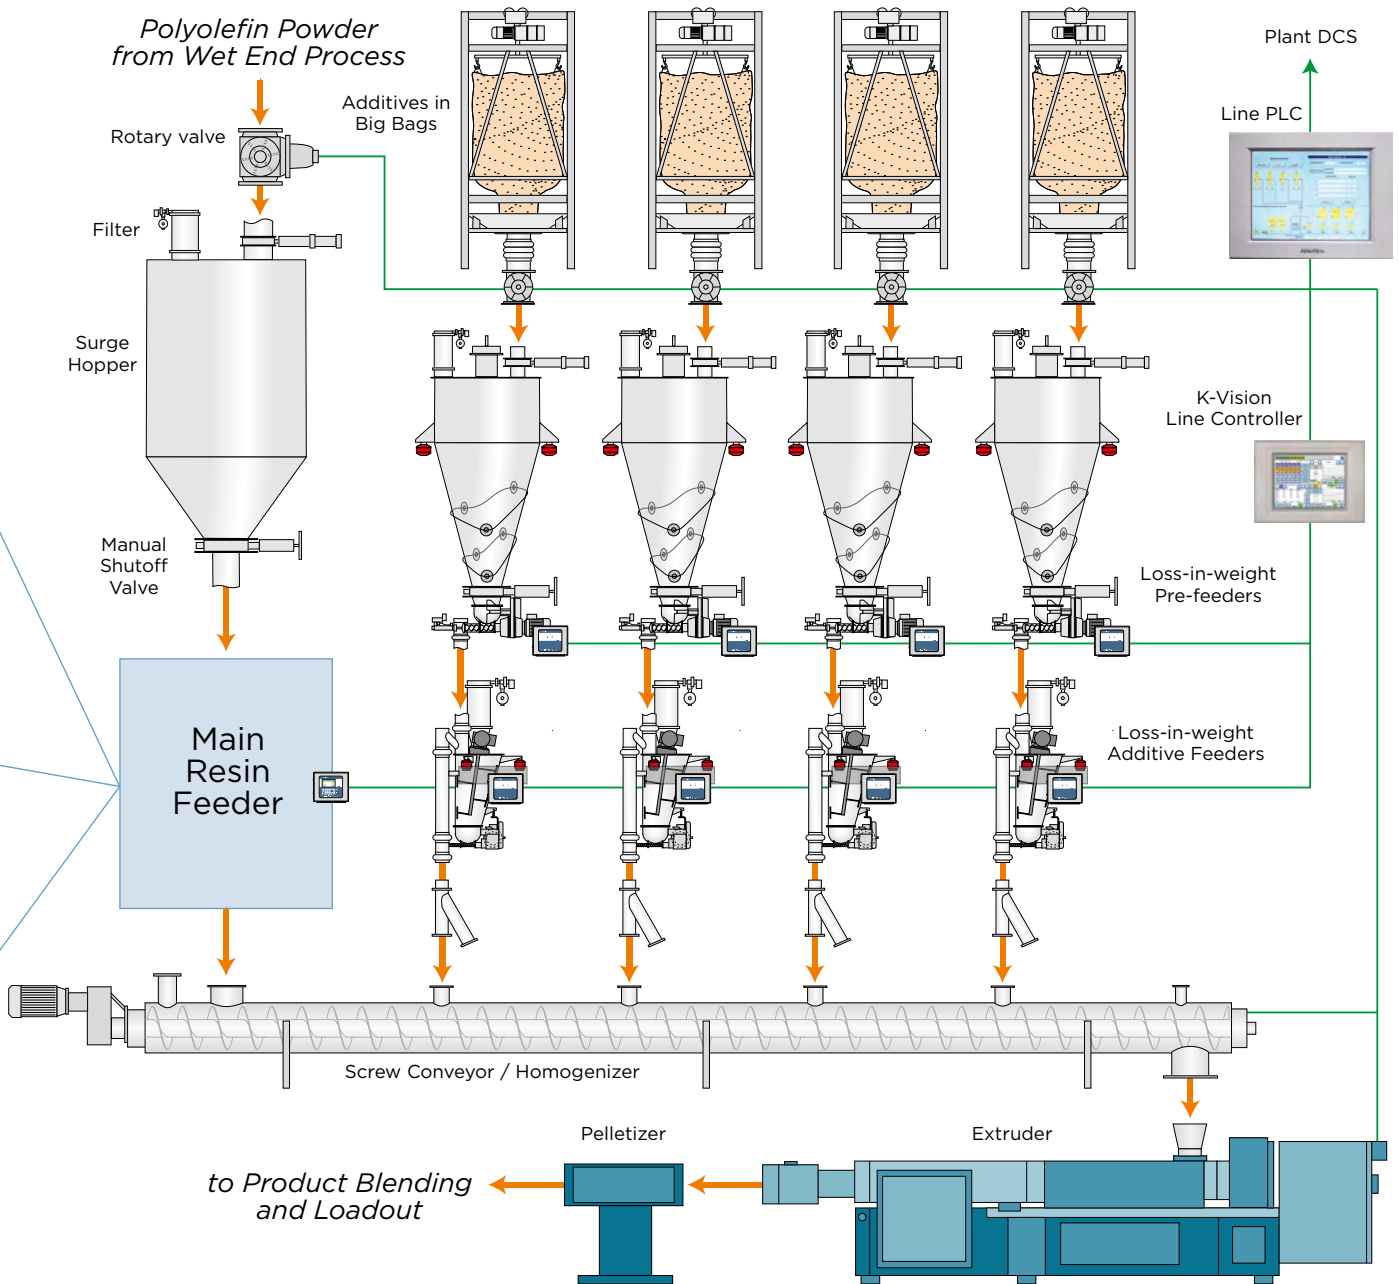 Polyolefin Powder
from Wet End Process
Additives in
Big Bags
Plant DCS
Line PLC
Rotary valve
Filter
Surge
Hopper
K-Vision
Line Controller
Manual
Shutoff
Valve
Loss-in-weight
Pre-feeders
Main
Resin
Feeder
Loss-in-weight
Additive Feeders
Screw Conveyor / Homogenizer
Pelletizer
Extruder
to Product Blending
and Loadout